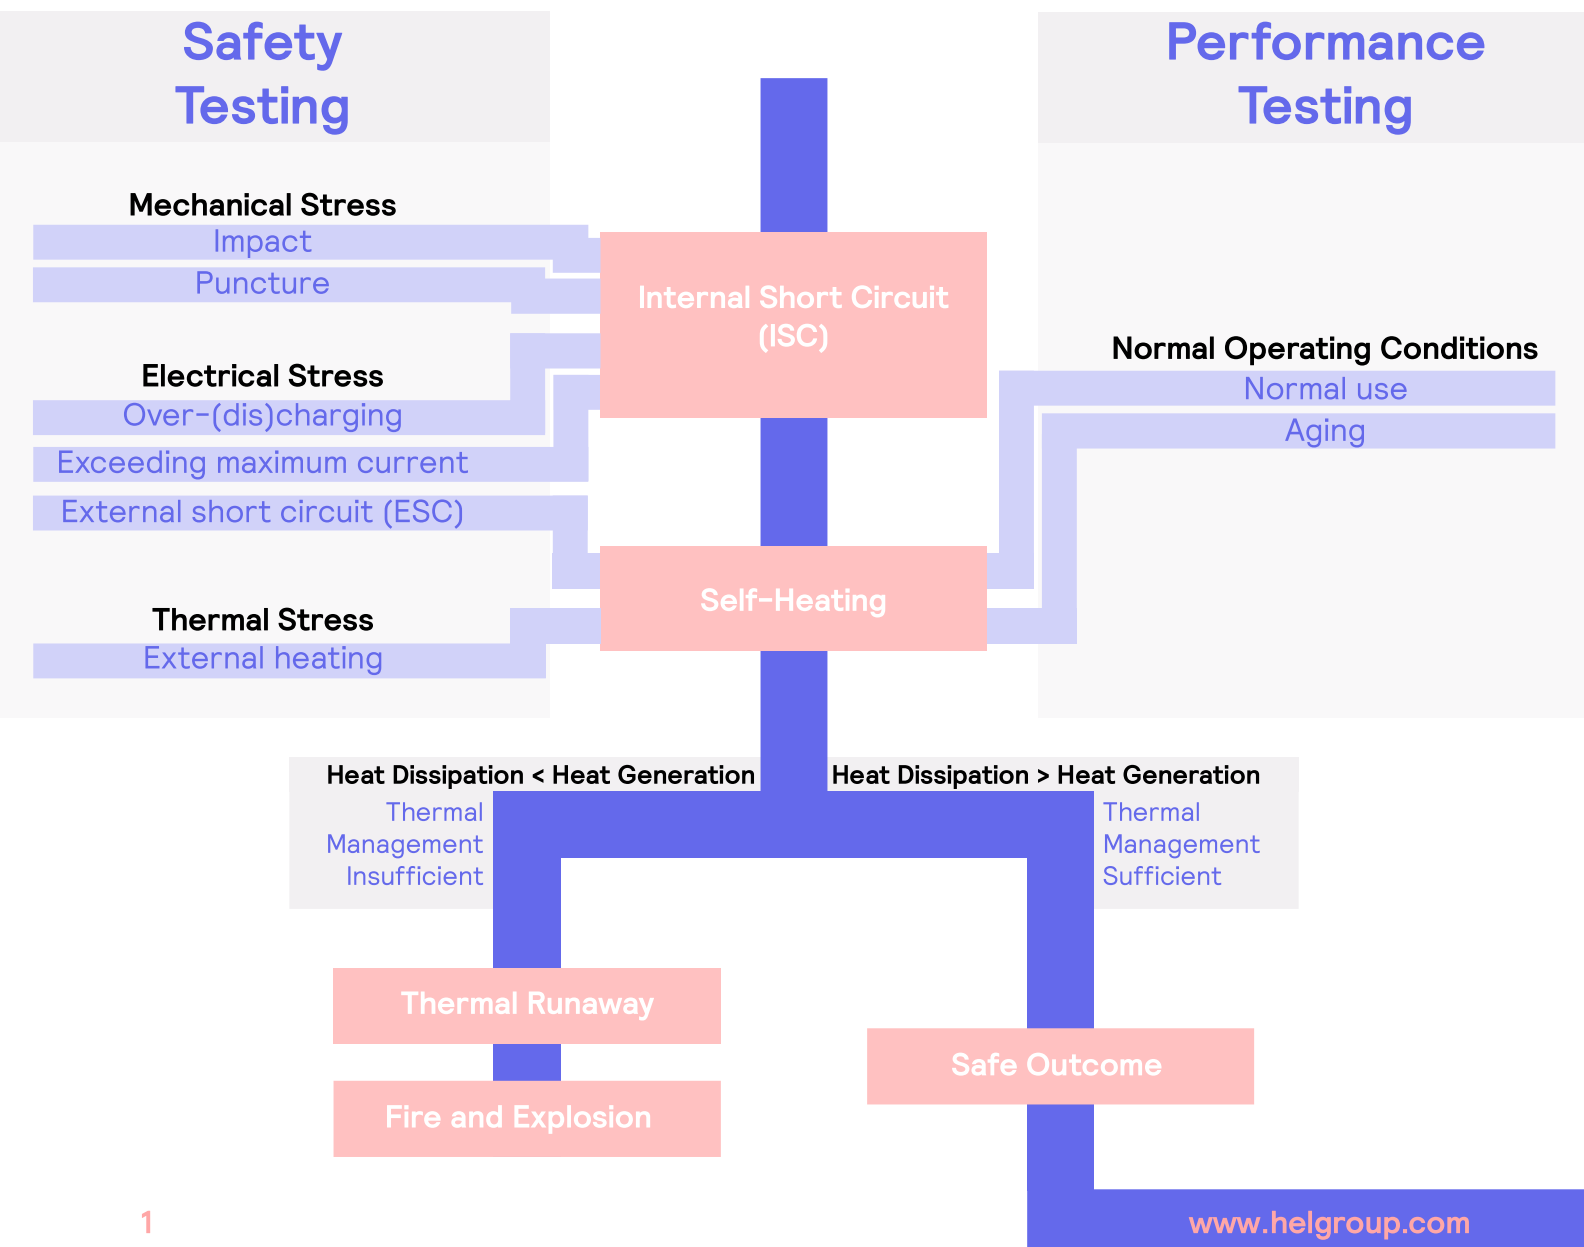 Safety
Testing
Performance
Testing
Mechanical Stress
Impact
Puncture
Electrical Stress
Over-(dis)charging
Exceeding maximum current
External short circuit (ESC)
Thermal Stress
External heating
Internal Short Circuit
(ISC)
Self-Heating
Normal Operating Conditions
Normal use
Aging
Heat Dissipation < Heat Generation
Thermal
Management
Insufficient
Heat Dissipation > Heat Generation
Thermal
Management
Sufficient
Thermal Runaway
Fire and Explosion
Safe Outcome
1
www.helgroup.com